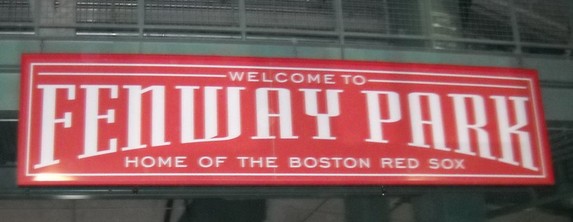 WELCOME TO
FENWAY PARK
HOME OF THE BOSTON RED SOX